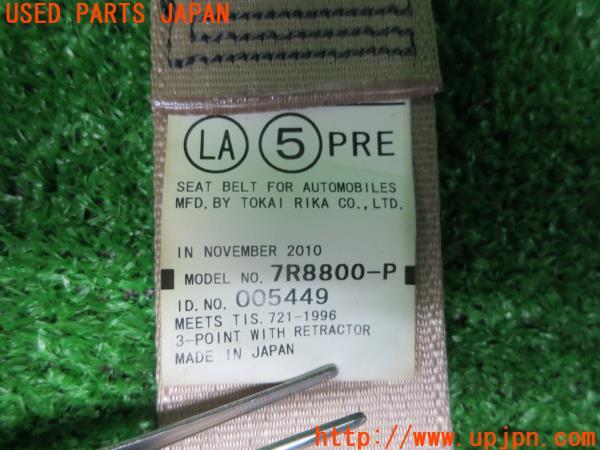 USED PARTS JAPAN
LA 5 PRE
SEAT BELT FOR AUTOMOBILES
MFD. BY TOKAI RIKA CO., LTD.
IN NOVEMBER 2010
MODEL NO. 7R8800-P
ID. NO. 005449
MEETS TIS. 721-1996
3-POINT WITH RETRACTOR
MADE IN JAPAN
http://www.upjpn.com